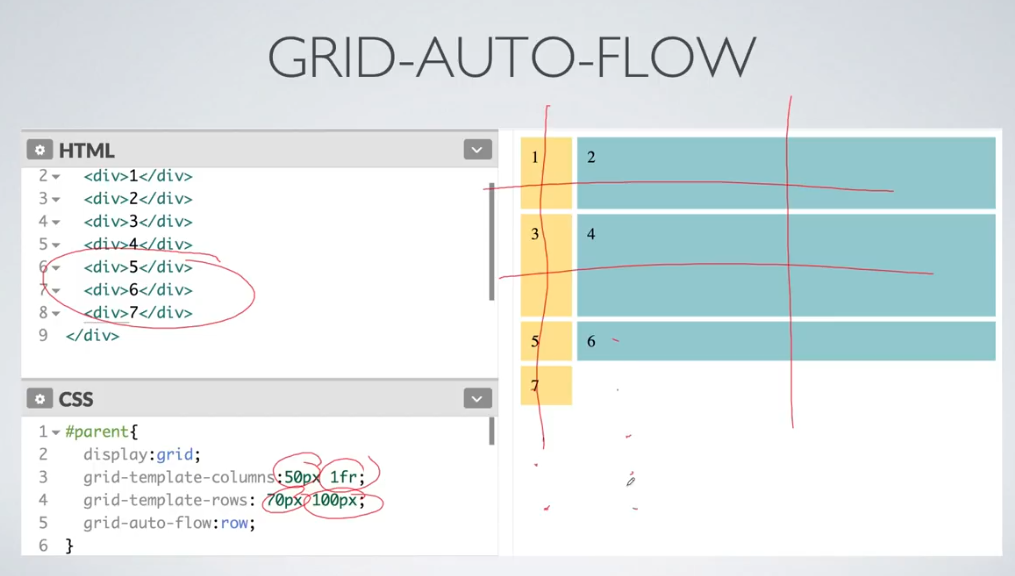 GRID-AUTO-FLOW
HTML
2 <div>1</div>
3 <div>2</div>
4 <div>3</div>
5 <div>4</div>
6 <div>5</div>
7 <div>6</div>
8 <div>7</div>
9 </div>
CSS
1 #parent{
2 display:grid;
3 grid-template-columns:50px 1fr;
4 grid-template-rows: 70px 100px;
5 grid-auto-flow:row;
6 }
1 2
3 4
5 6
7